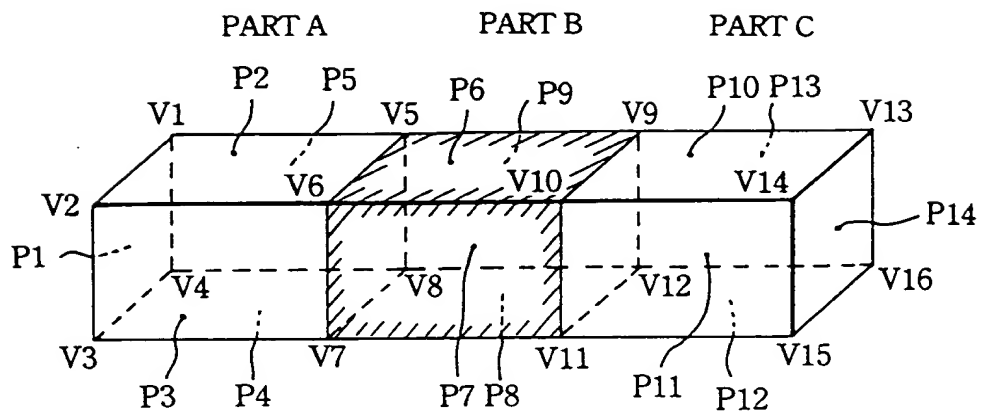 PART A PART B PART C
P2 P5 P6 P9 P10 P13
V1 V5 V9 V13
V2 V6 V10 V14
P1 P14
V4 V8 V12 V16
V3 V7 V11 V15
P3 P4 P7 P8 P11 P12